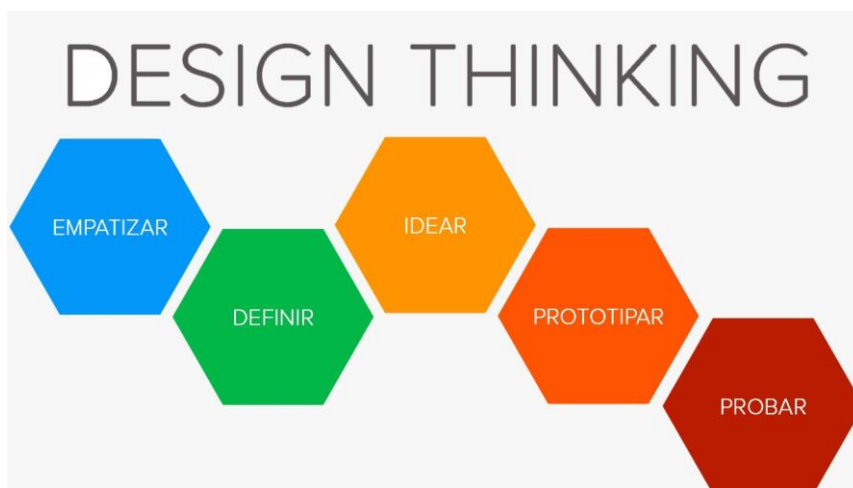 DESIGN THINKING
EMPATIZAR
DEFINIR
IDEAR
PROTOTIPAR
PROBAR